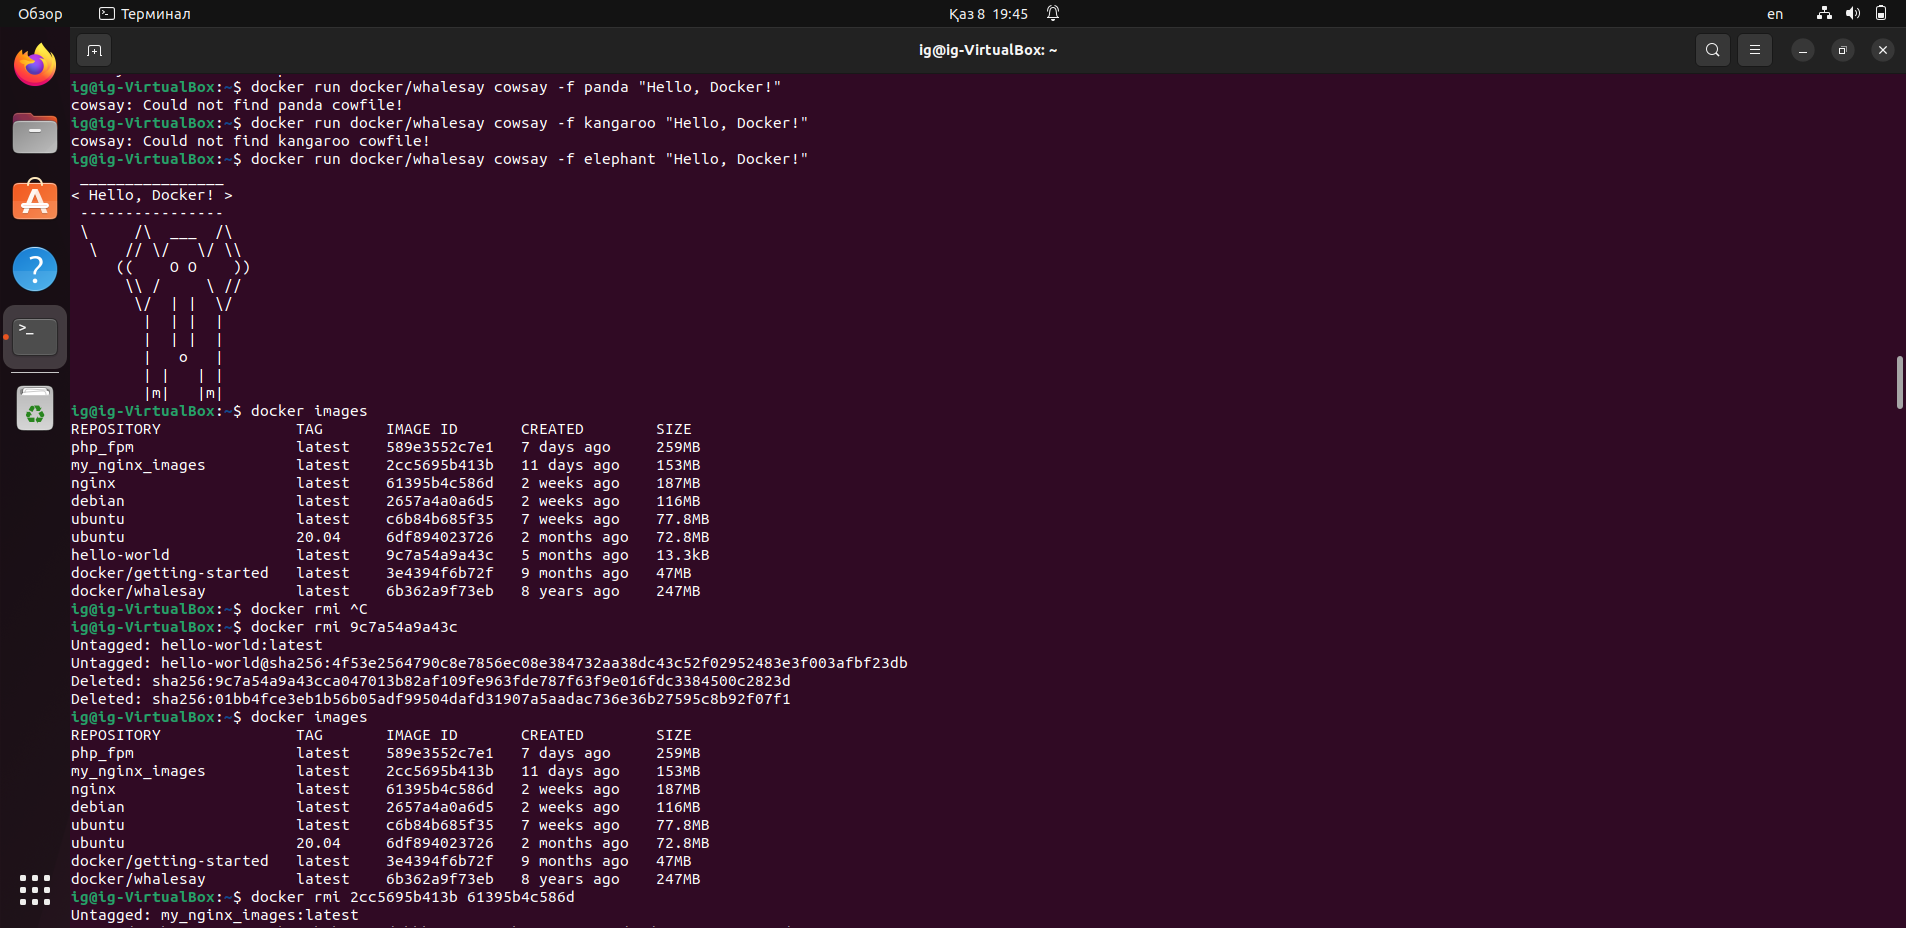 Обзор
Терминал
Қаз 8 19:45
en
ig@ig-VirtualBox: ~
ig@ig-VirtualBox:~$ docker run docker/whalesay cowsay -f panda "Hello, Docker!"
cowsay: Could not find panda cowfile!
ig@ig-VirtualBox:~$ docker run docker/whalesay cowsay -f kangaroo "Hello, Docker!"
cowsay: Could not find kangaroo cowfile!
ig@ig-VirtualBox:~$ docker run docker/whalesay cowsay -f elephant "Hello, Docker!"
 ________________
< Hello, Docker! >
 ----------------
 \     /\  ___  /\
  \   // \/   \/ \\
     ((    O O    ))
      \\ /     \ //
       \/  | |  \/
        |  | |  |
        |  | |  |
        |   o   |
        | |   | |
        |m|   |m|
ig@ig-VirtualBox:~$ docker images
REPOSITORY               TAG       IMAGE ID       CREATED        SIZE
php_fpm                  latest    589e3552c7e1   7 days ago     259MB
my_nginx_images          latest    2cc5695b413b   11 days ago    153MB
nginx                    latest    61395b4c586d   2 weeks ago    187MB
debian                   latest    2657a4a0a6d5   2 weeks ago    116MB
ubuntu                   latest    c6b84b685f35   7 weeks ago    77.8MB
ubuntu                   20.04     6df894023726   2 months ago   72.8MB
hello-world              latest    9c7a54a9a43c   5 months ago   13.3kB
docker/getting-started   latest    3e4394f6b72f   9 months ago   47MB
docker/whalesay          latest    6b362a9f73eb   8 years ago    247MB
ig@ig-VirtualBox:~$ docker rmi ^C
ig@ig-VirtualBox:~$ docker rmi 9c7a54a9a43c
Untagged: hello-world:latest
Untagged: hello-world@sha256:4f53e2564790c8e7856ec08e384732aa38dc43c52f02952483e3f003afbf23db
Deleted: sha256:9c7a54a9a43cca047013b82af109fe963fde787f63f9e016fdc3384500c2823d
Deleted: sha256:01bb4fce3eb1b56b05adf99504dafd31907a5aadac736e36b27595c8b92f07f1
ig@ig-VirtualBox:~$ docker images
REPOSITORY               TAG       IMAGE ID       CREATED        SIZE
php_fpm                  latest    589e3552c7e1   7 days ago     259MB
my_nginx_images          latest    2cc5695b413b   11 days ago    153MB
nginx                    latest    61395b4c586d   2 weeks ago    187MB
debian                   latest    2657a4a0a6d5   2 weeks ago    116MB
ubuntu                   latest    c6b84b685f35   7 weeks ago    77.8MB
ubuntu                   20.04     6df894023726   2 months ago   72.8MB
docker/getting-started   latest    3e4394f6b72f   9 months ago   47MB
docker/whalesay          latest    6b362a9f73eb   8 years ago    247MB
ig@ig-VirtualBox:~$ docker rmi 2cc5695b413b 61395b4c586d
Untagged: my_nginx_images:latest